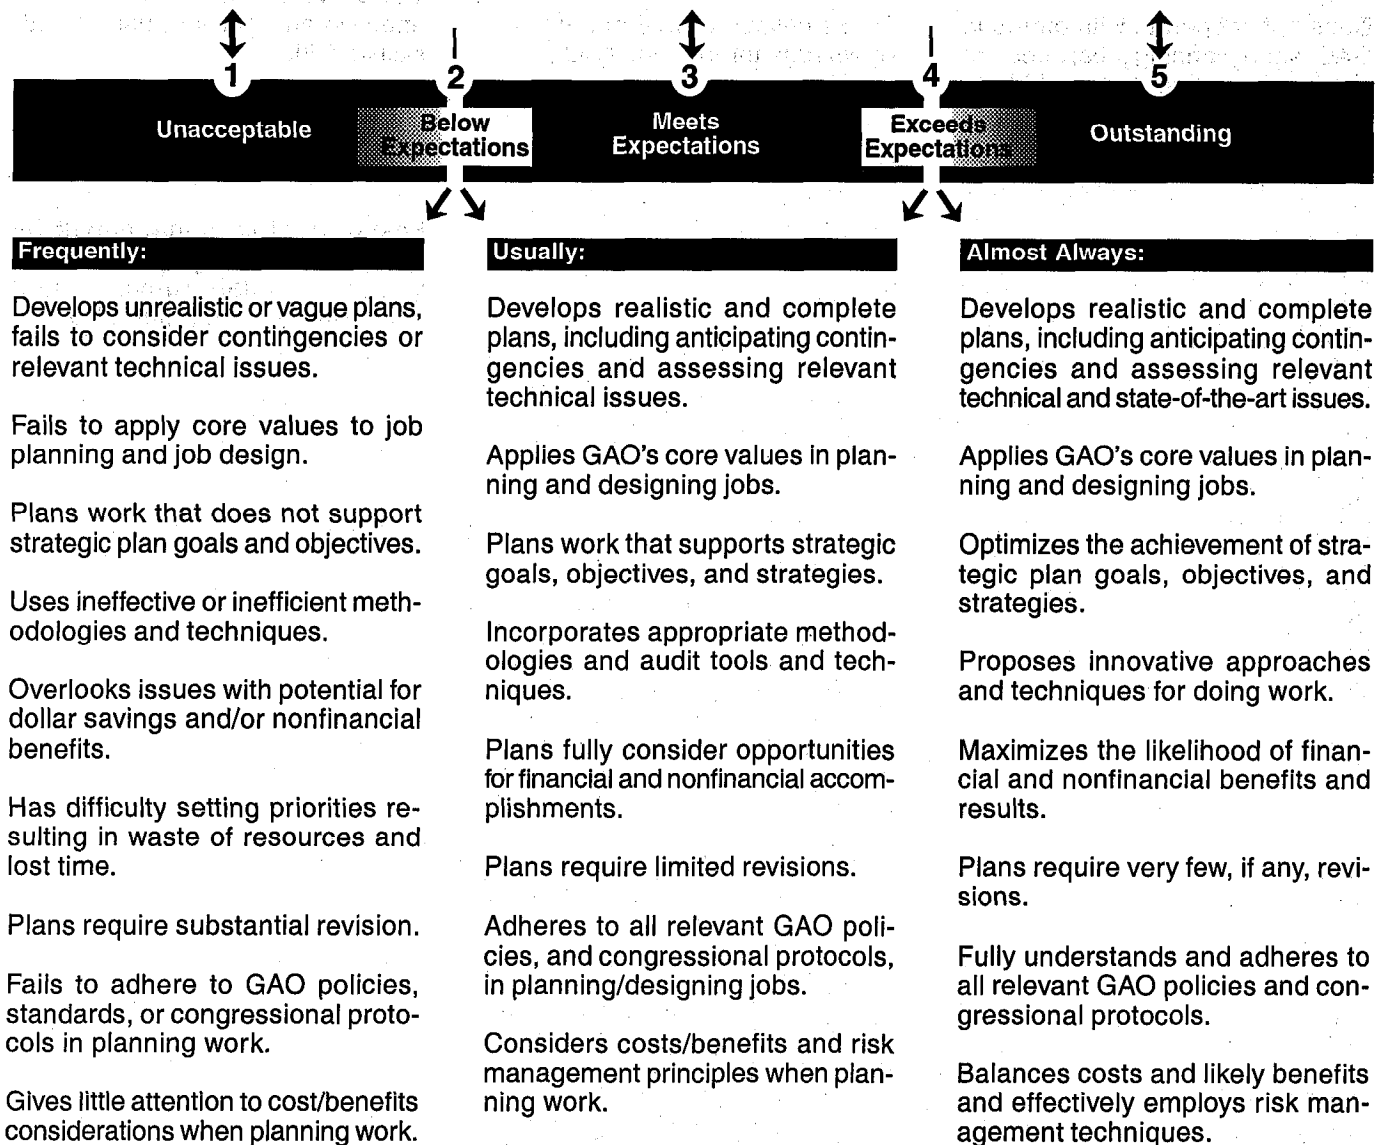 1 2 3 4 5
Unacceptable
Below
Expectations
Meets
Expectations
Exceeds
Expectations
Outstanding
Frequently:
Develops unrealistic or vague plans,
fails to consider contingencies or
relevant technical issues.
Fails to apply core values to job
planning and job design.
Plans work that does not support
strategic plan goals and objectives.
Uses ineffective or inefficient meth-
odologies and techniques.
Overlooks issues with potential for
dollar savings and/or nonfinancial
benefits.
Has difficulty setting priorities re-
sulting in waste of resources and
lost time.
Plans require substantial revision.
Fails to adhere to GAO policies,
standards, or congressional proto-
cols in planning work.
Gives little attention to cost/benefits
considerations when planning work.
Usually:
Develops realistic and complete
plans, including anticipating contin-
gencies and assessing relevant
technical issues.
Applies GAO's core values in plan-
ning and designing jobs.
Plans work that supports strategic
goals, objectives, and strategies.
Incorporates appropriate method-
ologies and audit tools and tech-
niques.
Plans fully consider opportunities
for financial and nonfinancial accom-
plishments.
Plans require limited revisions.
Adheres to all relevant GAO poli-
cies, and congressional protocols,
in planning/designing jobs.
Considers costs/benefits and risk
management principles when plan-
ning work.
Almost Always:
Develops realistic and complete
plans, including anticipating contin-
gencies and assessing relevant
technical and state-of-the-art issues.
Applies GAO's core values in plan-
ning and designing jobs.
Optimizes the achievement of stra-
tegic plan goals, objectives, and
strategies.
Proposes innovative approaches
and techniques for doing work.
Maximizes the likelihood of finan-
cial and nonfinancial benefits and
results.
Plans require very few, if any, revi-
sions.
Fully understands and adheres to
all relevant GAO policies and con-
gressional protocols.
Balances costs and likely benefits
and effectively employs risk man-
agement techniques.